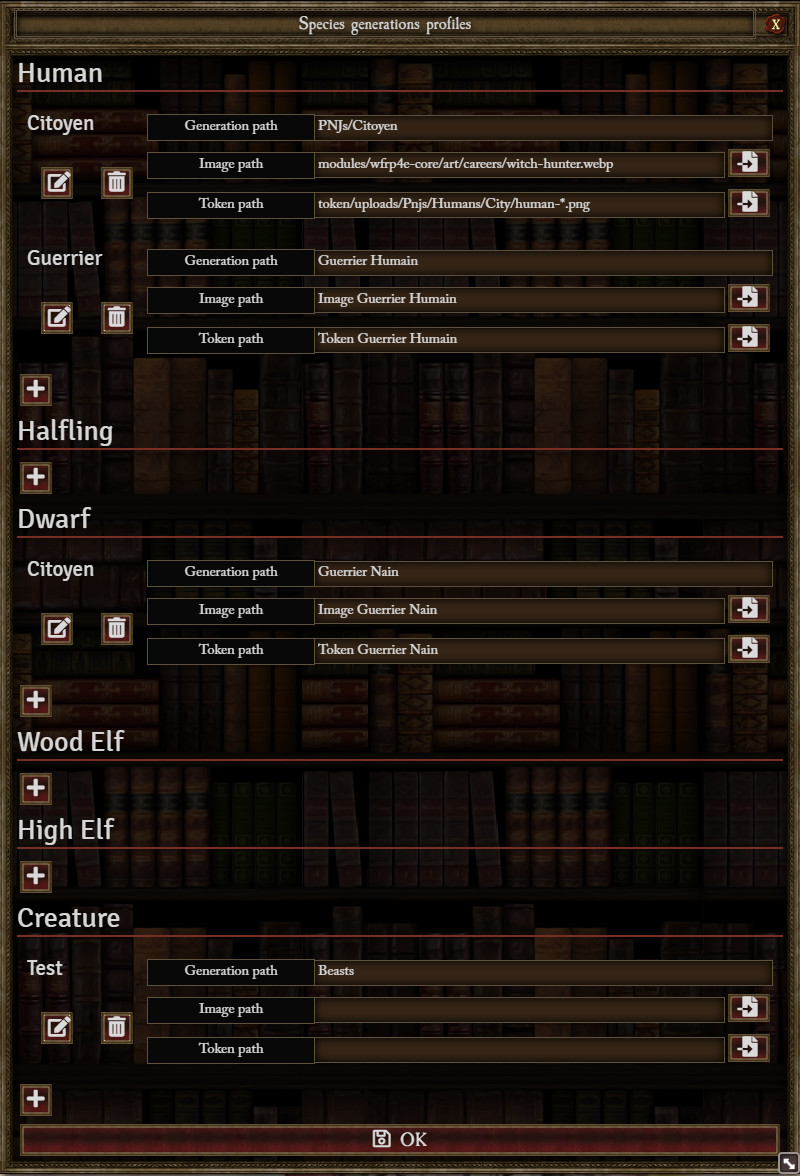 Species generations profiles
X
Human
Citoyen
Generation path PNJs/Citoyen
Image path modules/wfrp4e-core/art/careers/witch-hunter.webp
Token path token/uploads/Pnjs/Humans/City/human-*.png
Guerrier
Generation path Guerrier Humain
Image path Image Guerrier Humain
Token path Token Guerrier Humain
Halfling
Dwarf
Citoyen
Generation path Guerrier Nain
Image path Image Guerrier Nain
Token path Token Guerrier Nain
Wood Elf
High Elf
Creature
Test
Generation path Beasts
Image path
Token path
OK